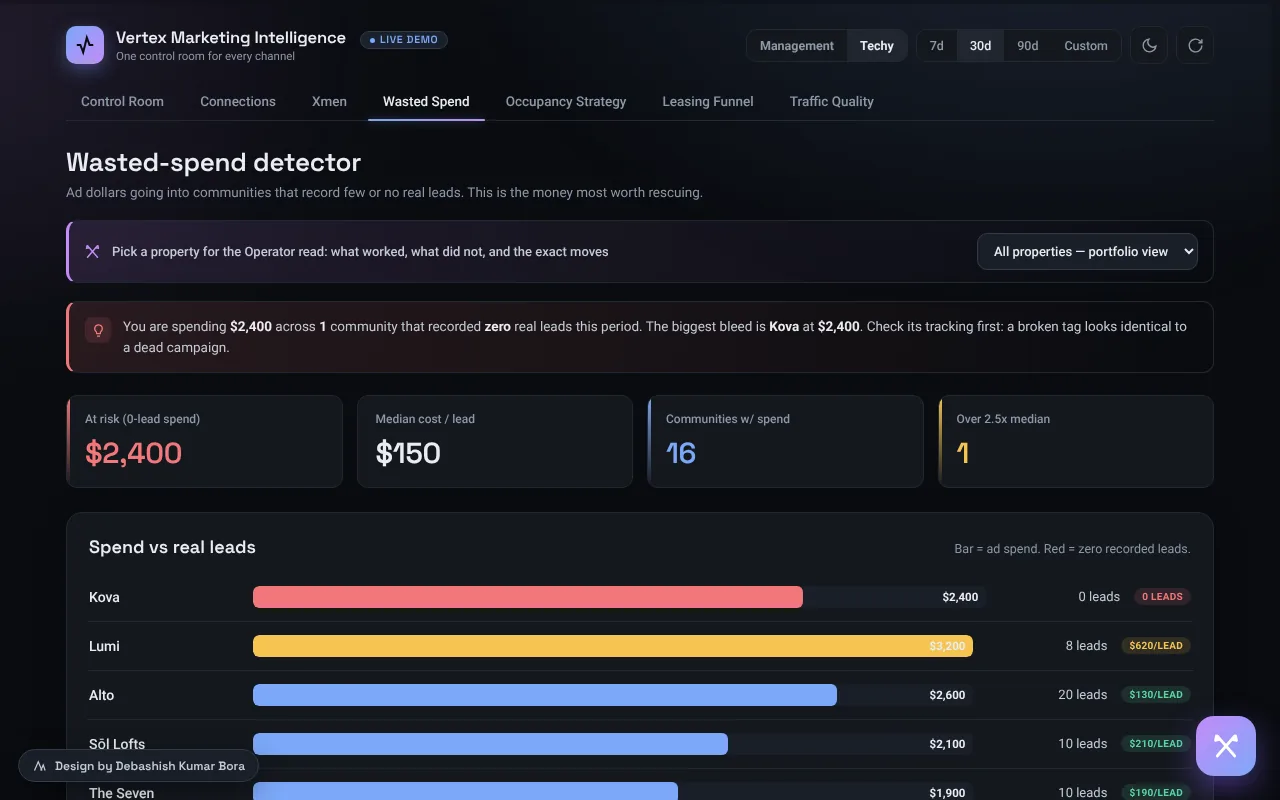 Vertex Marketing Intelligence
LIVE DEMO
One control room for every channel
Management
Techy
7d
30d
90d
Custom
Control Room
Connections
Xmen
Wasted Spend
Occupancy Strategy
Leasing Funnel
Traffic Quality
Wasted-spend detector
Ad dollars going into communities that record few or no real leads. This is the money most worth rescuing.
Pick a property for the Operator read: what worked, what did not, and the exact moves
All properties — portfolio view
You are spending $2,400 across 1 community that recorded zero real leads this period. The biggest bleed is Kova at $2,400. Check its tracking first: a broken tag looks identical to
a dead campaign.
At risk (0-lead spend)
$2,400
Median cost / lead
$150
Communities w/ spend
16
Over 2.5x median
1
Spend vs real leads
Bar = ad spend. Red = zero recorded leads.
Kova
$2,400
0 leads
0 LEADS
Lumi
$3,200
8 leads
$620/LEAD
Alto
$2,600
20 leads
$130/LEAD
Sōl Lofts
$2,100
10 leads
$210/LEAD
Design by Debashish Kumar Bora
The Seven
$1,900
10 leads
$190/LEAD